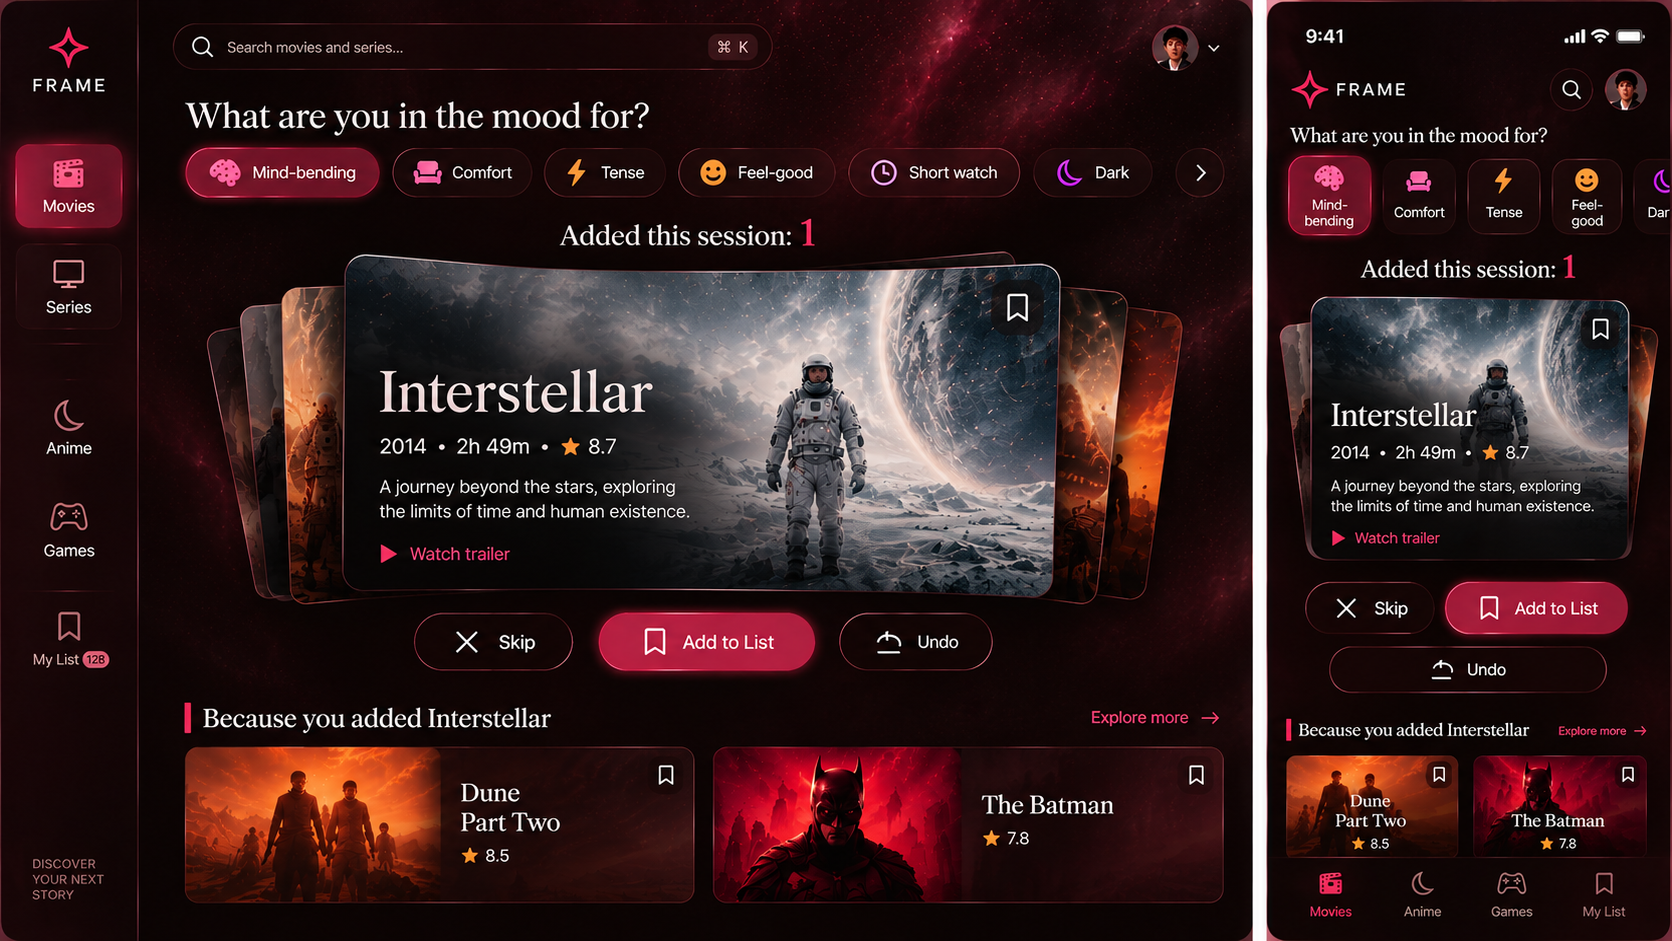 FRAME
Movies
Series
Anime
Games
My List 128
DISCOVER
YOUR NEXT
STORY
Search movies and series...
⌘ K
What are you in the mood for?
Mind-bending
Comfort
Tense
Feel-good
Short watch
Dark
Added this session: 1
Interstellar
2014 • 2h 49m • 8.7
A journey beyond the stars, exploring
the limits of time and human existence.
Watch trailer
Skip
Add to List
Undo
Because you added Interstellar
Explore more →
Dune
Part Two
8.5
The Batman
7.8
9:41
FRAME
What are you in the mood for?
Mind-
bending
Comfort
Tense
Feel-
good
Dar
Added this session: 1
Interstellar
2014 • 2h 49m • 8.7
A journey beyond the stars, exploring
the limits of time and human existence.
Watch trailer
Skip
Add to List
Undo
Because you added Interstellar
Explore more →
Dune
Part Two
8.5
The Batman
7.8
Movies
Anime
Games
My List